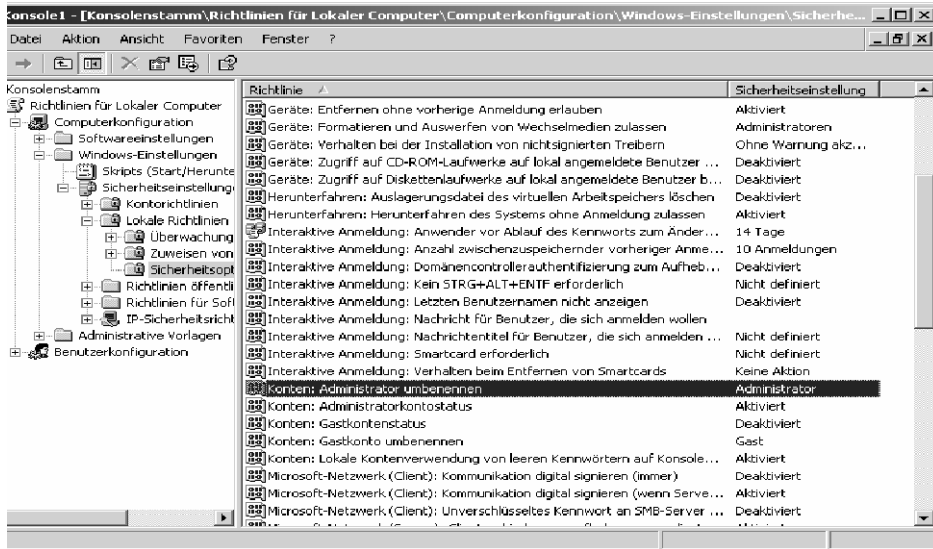 Console1 - [Konsolenstamm\Richtlinien für Lokaler Computer\Computerkonfiguration\Windows-Einstellungen\Sicherhe...
Datei Aktion Ansicht Favoriten Fenster ?
Konsolenstamm
Richtlinien für Lokaler Computer
Computerkonfiguration
Softwareeinstellungen
Windows-Einstellungen
Skripts (Start/Herunte
Sicherheitseinstellung
Kontorichtlinien
Lokale Richtlinien
Überwachung
Zuweisen von
Sicherheitsopt
Richtlinien öffentli
Richtlinien für Soft
IP-Sicherheitsricht
Administrative Vorlagen
Benutzerkonfiguration
Richtlinie Sicherheitseinstellung
Geräte: Entfernen ohne vorherige Anmeldung erlauben Aktiviert
Geräte: Formatieren und Auswerfen von Wechselmedien zulassen Administratoren
Geräte: Verhalten bei der Installation von nichtsignierten Treibern Ohne Warnung akz...
Geräte: Zugriff auf CD-ROM-Laufwerke auf lokal angemeldete Benutzer ... Deaktiviert
Geräte: Zugriff auf Diskettenlaufwerke auf lokal angemeldete Benutzer b... Deaktiviert
Herunterfahren: Auslagerungsdatei des virtuellen Arbeitspeichers löschen Deaktiviert
Herunterfahren: Herunterfahren des Systems ohne Anmeldung zulassen Aktiviert
Interaktive Anmeldung: Anwender vor Ablauf des Kennworts zum Änder... 14 Tage
Interaktive Anmeldung: Anzahl zwischenzuspeichernder vorheriger Anme... 10 Anmeldungen
Interaktive Anmeldung: Domänencontrollerauthentifizierung zum Aufheb... Deaktiviert
Interaktive Anmeldung: Kein STRG+ALT+ENTF erforderlich Nicht definiert
Interaktive Anmeldung: Letzten Benutzernamen nicht anzeigen Deaktiviert
Interaktive Anmeldung: Nachricht für Benutzer, die sich anmelden wollen
Interaktive Anmeldung: Nachrichtentitel für Benutzer, die sich anmelden ... Nicht definiert
Interaktive Anmeldung: Smartcard erforderlich Nicht definiert
Interaktive Anmeldung: Verhalten beim Entfernen von Smartcards Keine Aktion
Konten: Administrator umbenennen Administrator
Konten: Administratorkontostatus Aktiviert
Konten: Gastkontenstatus Deaktiviert
Konten: Gastkonto umbenennen Gast
Konten: Lokale Kontenverwendung von leeren Kennwörtern auf Konsole... Aktiviert
Microsoft-Netzwerk (Client): Kommunikation digital signieren (immer) Deaktiviert
Microsoft-Netzwerk (Client): Kommunikation digital signieren (wenn Serve... Aktiviert
Microsoft-Netzwerk (Client): Unverschlüsseltes Kennwort an SMB-Server ... Deaktiviert